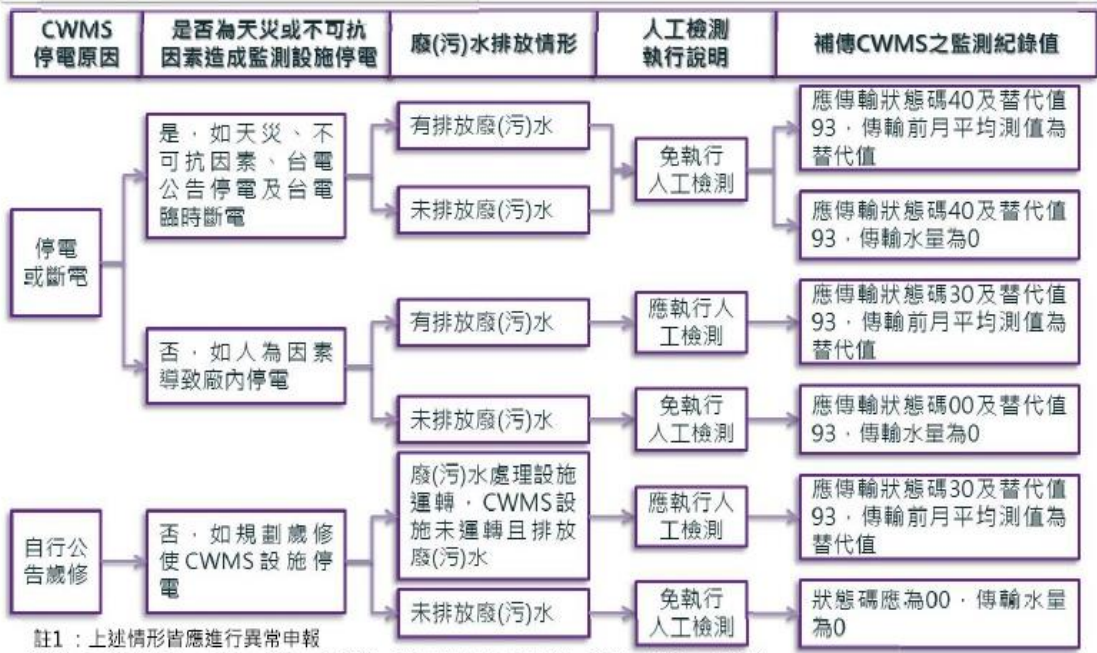 CWMS
停電原因
是否為天災或不可抗
因素造成監測設施停電
廢(污)水排放情形
人工檢測
執行說明
補傳CWMS之監測紀錄值
停電
或斷電
是，如天災、不
可抗因素、台電
公告停電及台電
臨時斷電
有排放廢(污)水
未排放廢(污)水
免執行
人工檢測
應傳輸狀態碼40及替代值
93，傳輸前月平均測值為
替代值
應傳輸狀態碼40及替代值
93，傳輸水量為0
否，如人為因素
導致廠內停電
有排放廢(污)水
應執行人
工檢測
應傳輸狀態碼30及替代值
93，傳輸前月平均測值為
替代值
未排放廢(污)水
免執行
人工檢測
應傳輸狀態碼00及替代值
93，傳輸水量為0
自行公
告歲修
否，如規劃歲修
使CWMS設施停
電
廢(污)水處理設施
運轉，CWMS設
施未運轉且排放
廢(污)水
應執行人
工檢測
應傳輸狀態碼30及替代值
93，傳輸前月平均測值為
替代值
未排放廢(污)水
免執行
人工檢測
狀態碼應為00，傳輸水量
為0
註1：上述情形皆應進行異常申報